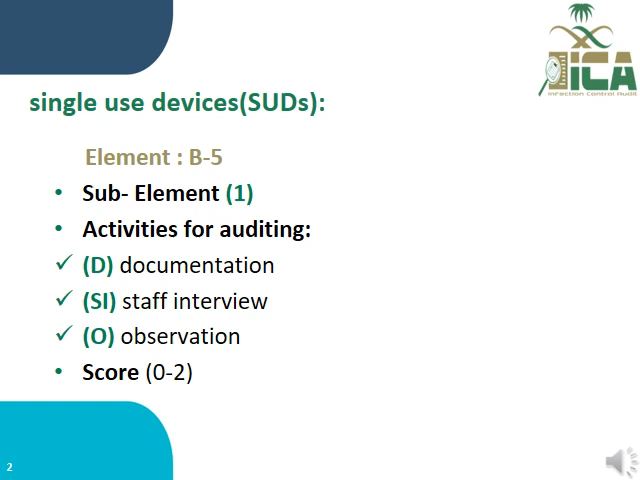 iCA
Infection Control Audit
single use devices(SUDs):
Element : B-5
• Sub- Element (1)
• Activities for auditing:
✓ (D) documentation
✓ (SI) staff interview
✓ (O) observation
• Score (0-2)
2